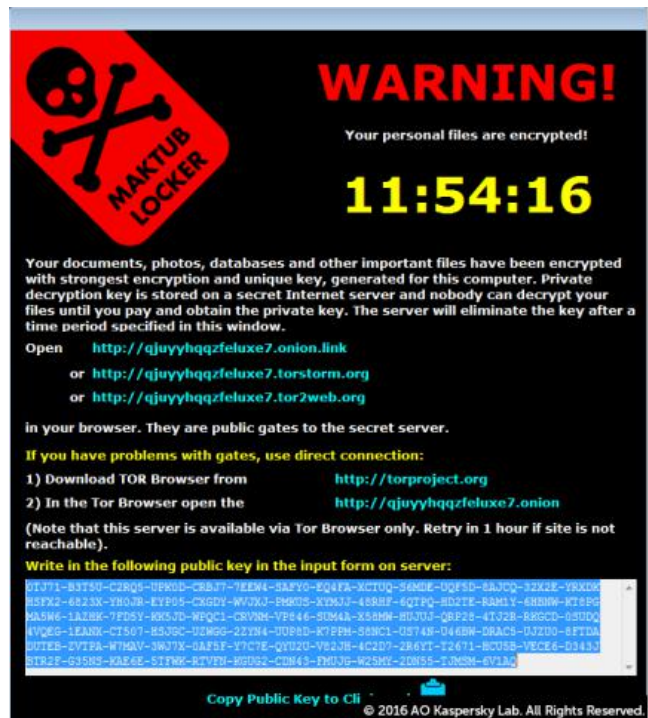 MAKTUB
LOCKER
WARNING!
Your personal files are encrypted!
11:54:16
Your documents, photos, databases and other important files have been encrypted
with strongest encryption and unique key, generated for this computer. Private
decryption key is stored on a secret Internet server and nobody can decrypt your
files until you pay and obtain the private key. The server will eliminate the key after a
time period specified in this window.
Open http://qjuyyhqqzfeluxe7.onion.link
or http://qjuyyhqqzfeluxe7.torstorm.org
or http://qjuyyhqqzfeluxe7.tor2web.org
in your browser. They are public gates to the secret server.
If you have problems with gates, use direct connection:
1) Download TOR Browser from http://torproject.org
2) In the Tor Browser open the http://qjuyyhqqzfeluxe7.onion
(Note that this server is available via Tor Browser only. Retry in 1 hour if site is not
reachable).
Write in the following public key in the input form on server:
Copy Public Key to Cli
© 2016 AO Kaspersky Lab. All Rights Reserved.